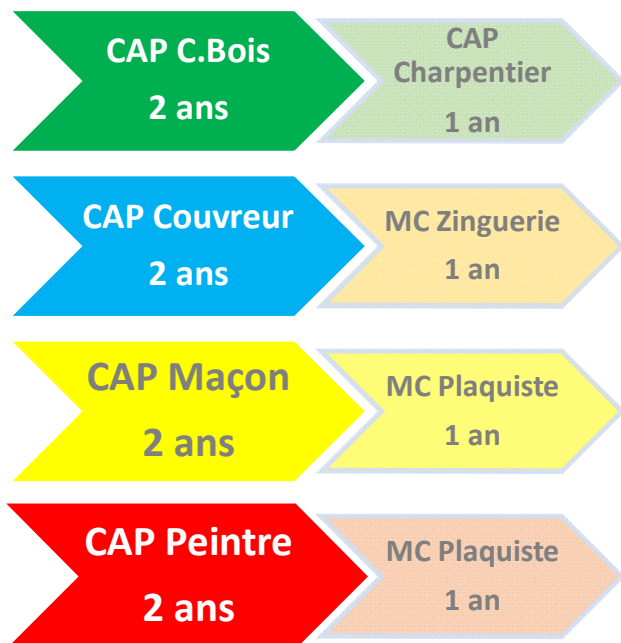 CAP C.Bois
2 ans
CAP
Charpentier
1 an
CAP Couvreur
2 ans
MC Zinguerie
1 an
CAP Maçon
2 ans
MC Plaquiste
1 an
CAP Peintre
2 ans
MC Plaquiste
1 an